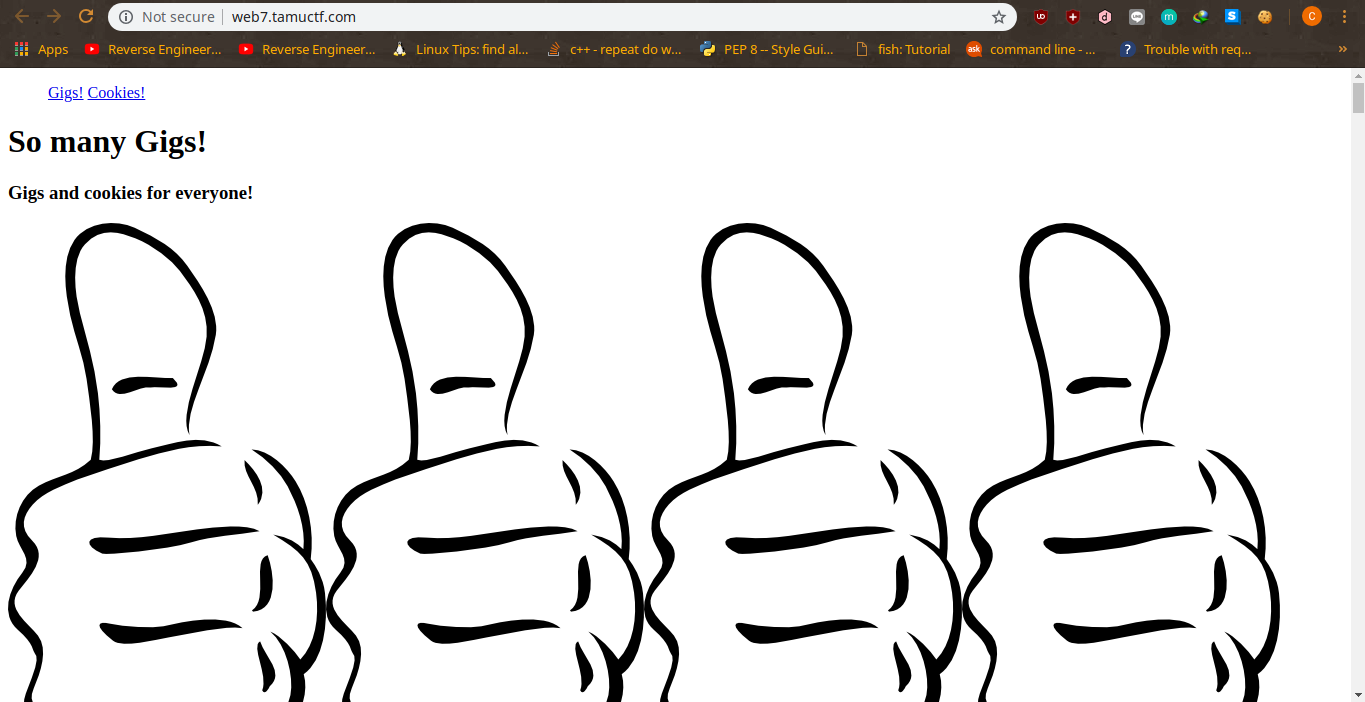 Not secure web7.tamuctf.com
Apps Reverse Engineer... Reverse Engineer... Linux Tips: find al... c++ - repeat do w... PEP 8 -- Style Gui... fish: Tutorial ask command line - ... ? Trouble with req... »
Gigs! Cookies!
So many Gigs!
Gigs and cookies for everyone!